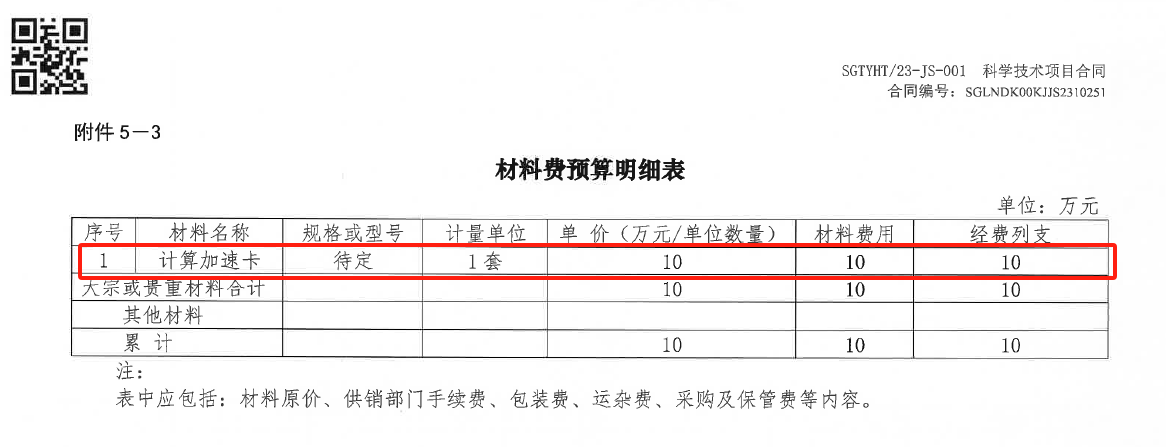 SGTYHT/23-JS-001 科学技术项目合同
合同编号：SGLNDK00KJJS2310251
附件 5－3
材料费预算明细表
单位：万元
序号 材料名称 规格或型号 计量单位 单 价（万元/单位数量） 材料费用 经费列支
1 计算加速卡 待定 1 套 10 10 10
大宗或贵重材料合计 10 10 10
其他材料
累 计 10 10 10
注：
表中应包括：材料原价、供销部门手续费、包装费、运杂费、采购及保管费等内容。